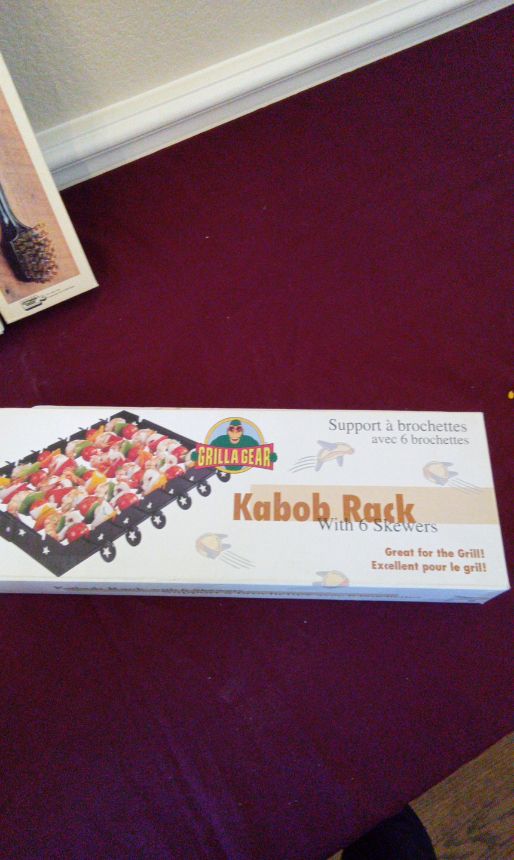 GRILLA GEAR
Support à brochettes
avec 6 brochettes
Kabob Rack
With 6 Skewers
Great for the Grill!
Excellent pour le gril!